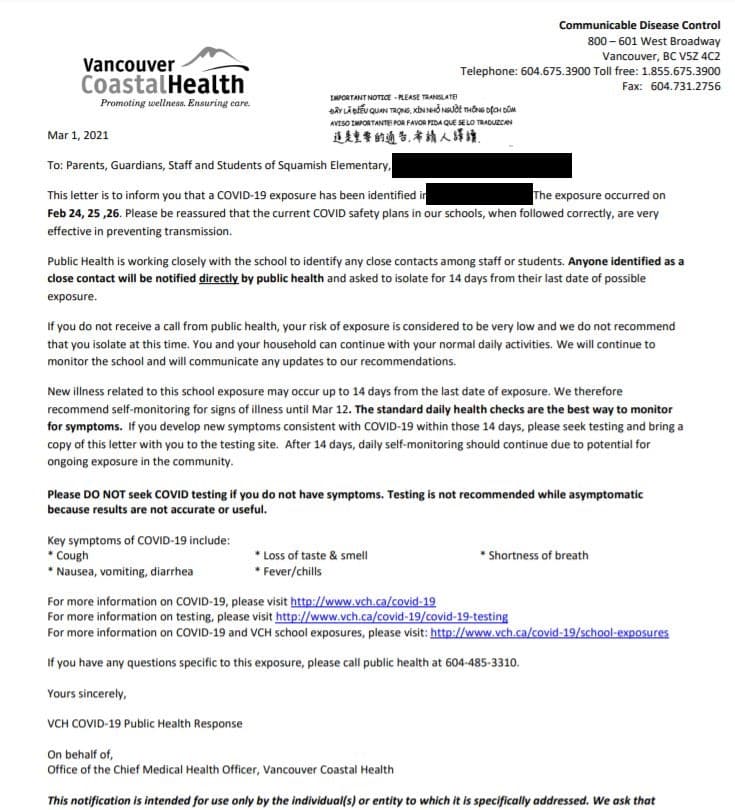 Communicable Disease Control
800 – 601 West Broadway
Vancouver, BC V5Z 4C2
Telephone: 604.675.3900 Toll free: 1.855.675.3900
Fax: 604.731.2756
Vancouver
CoastalHealth
Promoting wellness. Ensuring care.
IMPORTANT NOTICE - PLEASE TRANSLATE!
ĐÂY LÀ ĐIỀU QUAN TRỌNG, XIN NHỜ NGƯỜI THÔNG DỊCH DÙM
AVISO IMPORTANTE! POR FAVOR PIDA QUE SE LO TRADUZCAN
這是重要的通告, 希請人譯讀.
Mar 1, 2021
To: Parents, Guardians, Staff and Students of Squamish Elementary,
This letter is to inform you that a COVID-19 exposure has been identified in The exposure occurred on
Feb 24, 25 ,26. Please be reassured that the current COVID safety plans in our schools, when followed correctly, are very
effective in preventing transmission.
Public Health is working closely with the school to identify any close contacts among staff or students. Anyone identified as a
close contact will be notified directly by public health and asked to isolate for 14 days from their last date of possible
exposure.
If you do not receive a call from public health, your risk of exposure is considered to be very low and we do not recommend
that you isolate at this time. You and your household can continue with your normal daily activities. We will continue to
monitor the school and will communicate any updates to our recommendations.
New illness related to this school exposure may occur up to 14 days from the last date of exposure. We therefore
recommend self-monitoring for signs of illness until Mar 12. The standard daily health checks are the best way to monitor
for symptoms. If you develop new symptoms consistent with COVID-19 within those 14 days, please seek testing and bring a
copy of this letter with you to the testing site. After 14 days, daily self-monitoring should continue due to potential for
ongoing exposure in the community.
Please DO NOT seek COVID testing if you do not have symptoms. Testing is not recommended while asymptomatic
because results are not accurate or useful.
Key symptoms of COVID-19 include:
* Cough * Loss of taste & smell * Shortness of breath
* Nausea, vomiting, diarrhea * Fever/chills
For more information on COVID-19, please visit http://www.vch.ca/covid-19
For more information on testing, please visit http://www.vch.ca/covid-19/covid-19-testing
For more information on COVID-19 and VCH school exposures, please visit: http://www.vch.ca/covid-19/school-exposures
If you have any questions specific to this exposure, please call public health at 604-485-3310.
Yours sincerely,
VCH COVID-19 Public Health Response
On behalf of,
Office of the Chief Medical Health Officer, Vancouver Coastal Health
This notification is intended for use only by the individual(s) or entity to which it is specifically addressed. We ask that